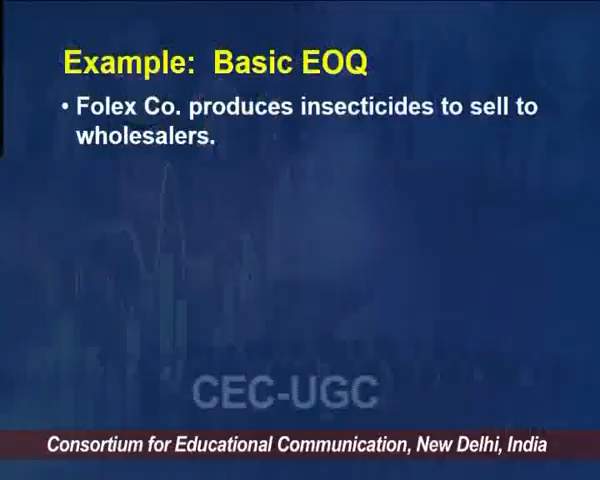 Example: Basic EOQ
• Folex Co. produces insecticides to sell to
wholesalers.
CEC-UGC
Consortium for Educational Communication, New Delhi, India